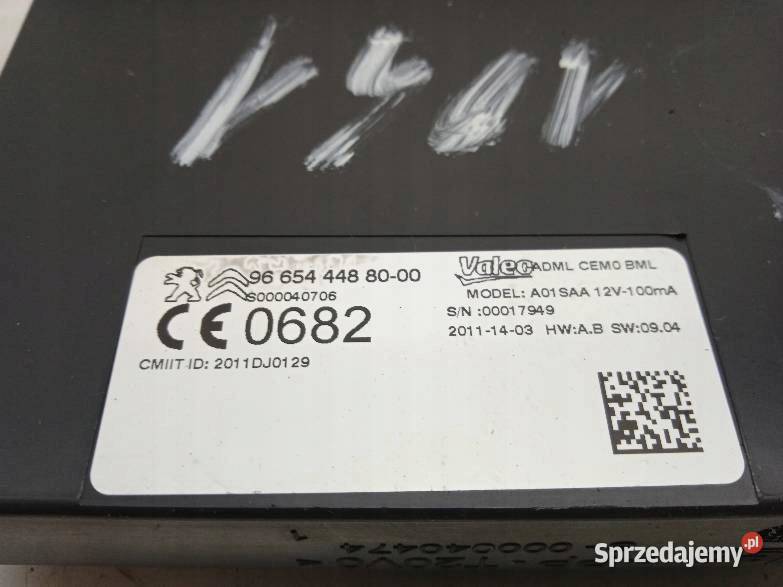 96 654 448 80-00
S000040706
CE 0682
CMIIT ID: 2011DJ0129
Valeo ADML CEM0 BML
MODEL: A01SAA 12V-100mA
S/N :00017949
2011-14-03 HW:A.B SW:09.04
00040474
Sprzedajemy.pl